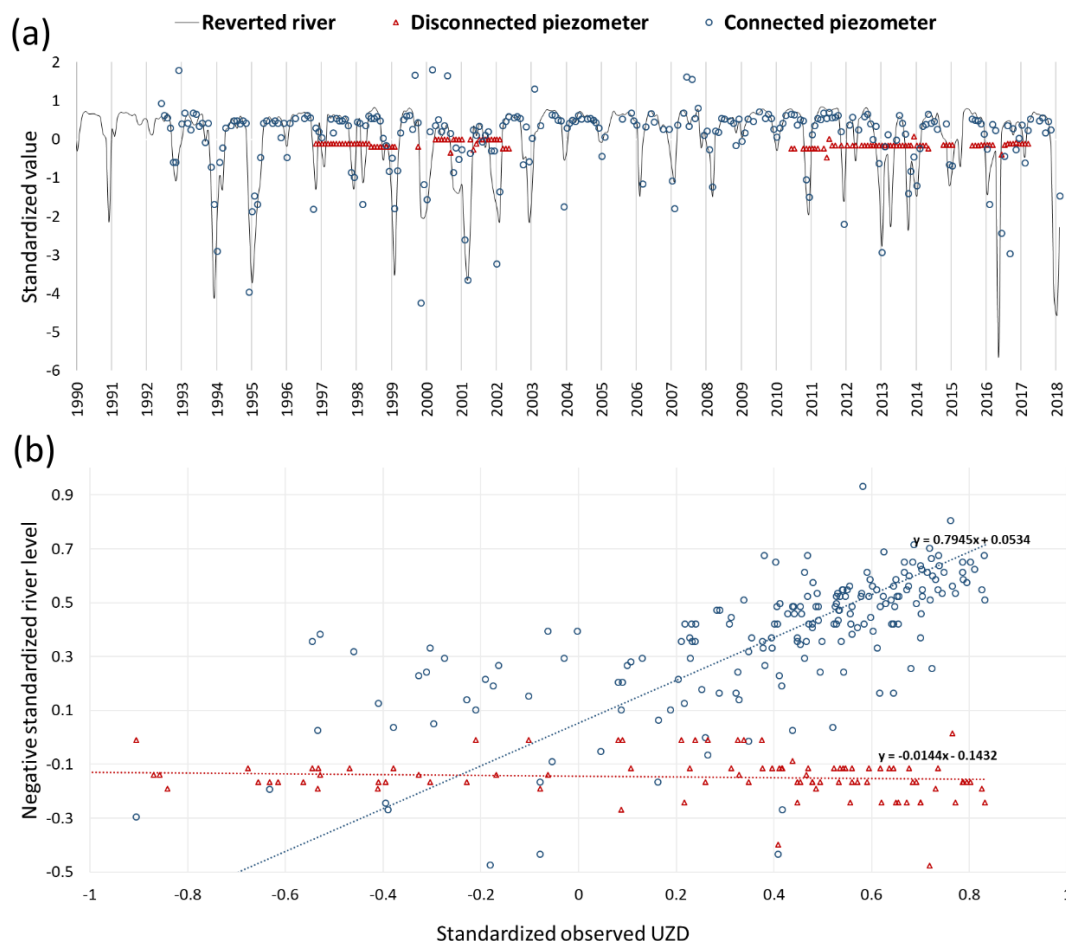 (a)
Reverted river Disconnected piezometer Connected piezometer
Standardized value
2
1
0
-1
-2
-3
-4
-5
-6
1990 1991 1992 1993 1994 1995 1996 1997 1998 1999 2000 2001 2002 2003 2004 2005 2006 2007 2008 2009 2010 2011 2012 2013 2014 2015 2016 2017 2018
(b)
Negative standardized river level
0.9
0.7
0.5
0.3
0.1
-0.1
-0.3
-0.5
y = 0.7945x + 0.0534
y = -0.0144x - 0.1432
-1 -0.8 -0.6 -0.4 -0.2 0 0.2 0.4 0.6 0.8 1
Standardized observed UZD